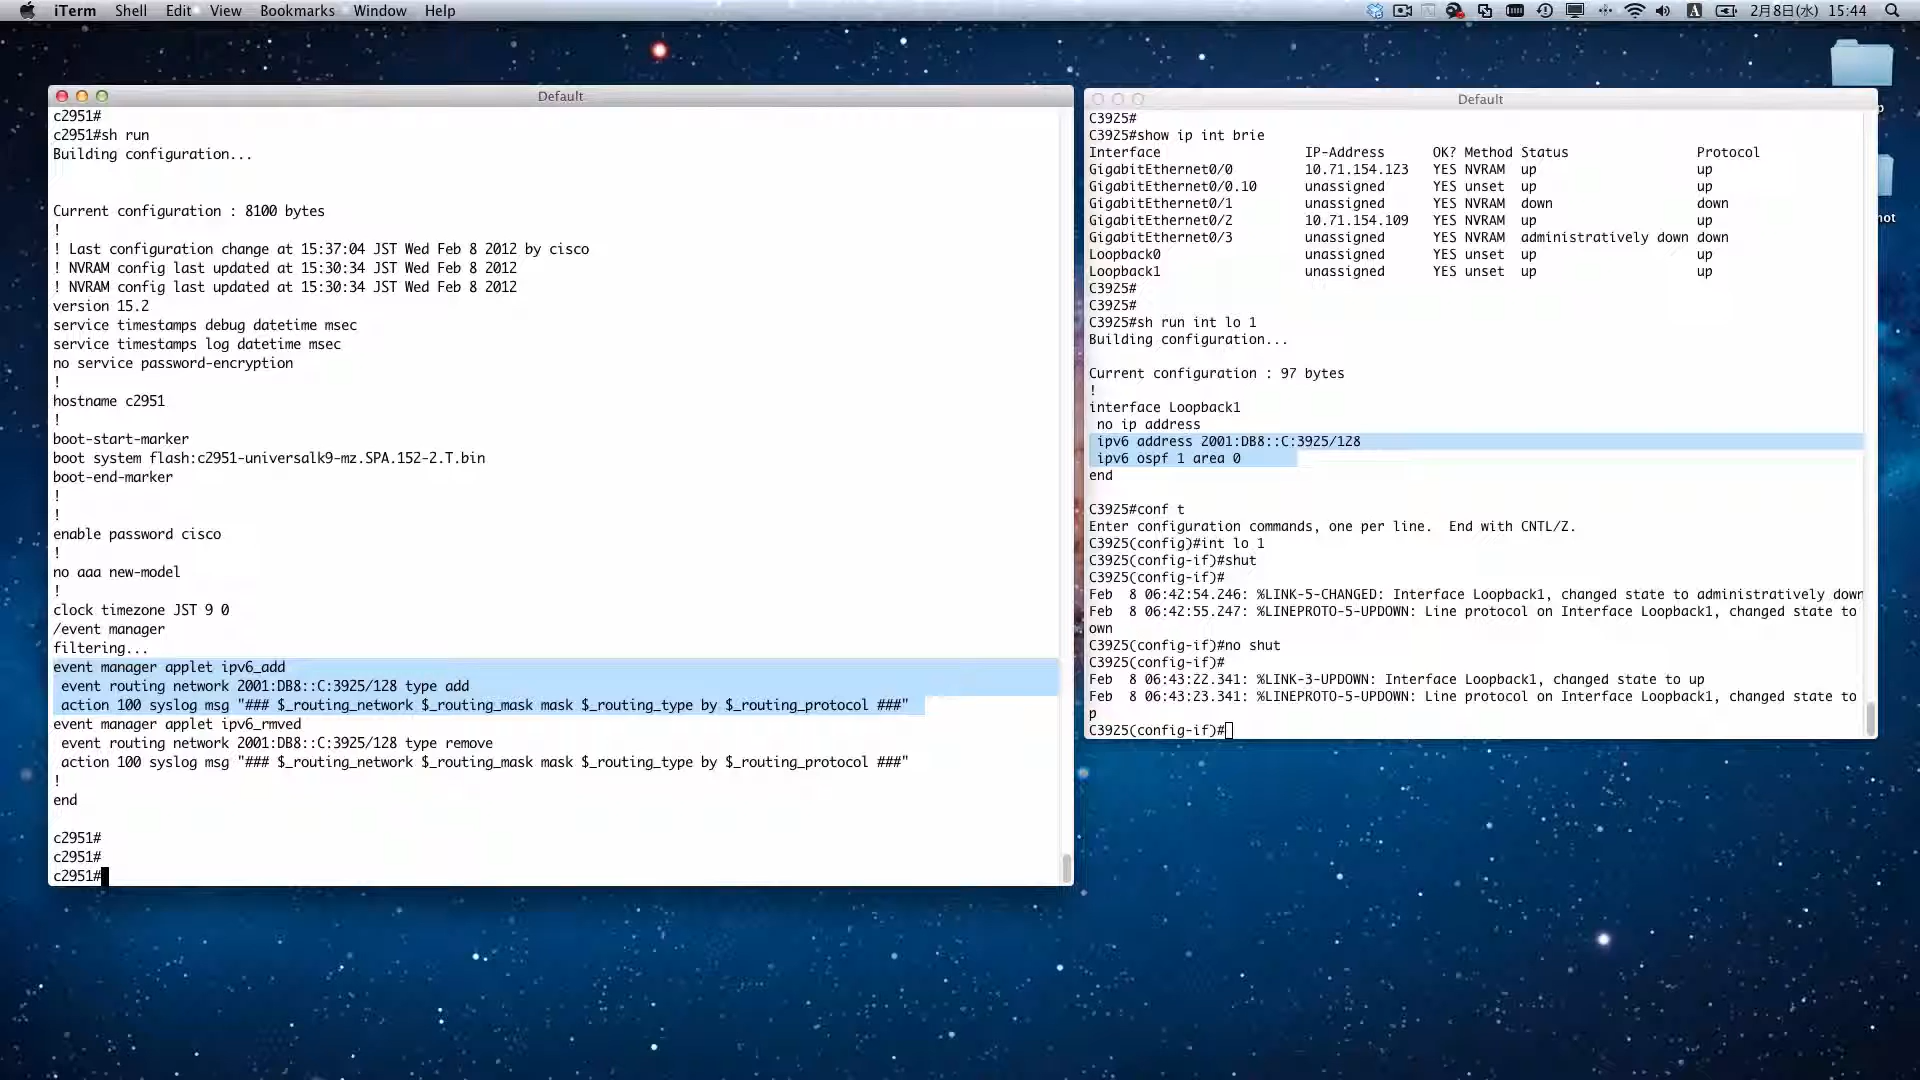 iTerm Shell Edit View Bookmarks Window Help
A 2月8日(水) 15:44
Default
c2951#
c2951#sh run
Building configuration...
Current configuration : 8100 bytes
!
! Last configuration change at 15:37:04 JST Wed Feb 8 2012 by cisco
! NVRAM config last updated at 15:30:34 JST Wed Feb 8 2012
! NVRAM config last updated at 15:30:34 JST Wed Feb 8 2012
version 15.2
service timestamps debug datetime msec
service timestamps log datetime msec
no service password-encryption
!
hostname c2951
!
boot-start-marker
boot system flash:c2951-universalk9-mz.SPA.152-2.T.bin
boot-end-marker
!
!
enable password cisco
!
no aaa new-model
!
clock timezone JST 9 0
/event manager
filtering...
event manager applet ipv6_add
 event routing network 2001:DB8::C:3925/128 type add
 action 100 syslog msg "### $_routing_network $_routing_mask mask $_routing_type by $_routing_protocol ###"
event manager applet ipv6_rmved
 event routing network 2001:DB8::C:3925/128 type remove
 action 100 syslog msg "### $_routing_network $_routing_mask mask $_routing_type by $_routing_protocol ###"
!
end
c2951#
c2951#
c2951#
Default
C3925#
C3925#show ip int brie
Interface IP-Address OK? Method Status Protocol
GigabitEthernet0/0 10.71.154.123 YES NVRAM up up
GigabitEthernet0/0.10 unassigned YES unset up up
GigabitEthernet0/1 unassigned YES NVRAM down down
GigabitEthernet0/2 10.71.154.109 YES NVRAM up up
GigabitEthernet0/3 unassigned YES NVRAM administratively down down
Loopback0 unassigned YES unset up up
Loopback1 unassigned YES unset up up
C3925#
C3925#
C3925#sh run int lo 1
Building configuration...
Current configuration : 97 bytes
!
interface Loopback1
 no ip address
 ipv6 address 2001:DB8::C:3925/128
 ipv6 ospf 1 area 0
end
C3925#conf t
Enter configuration commands, one per line.  End with CNTL/Z.
C3925(config)#int lo 1
C3925(config-if)#shut
C3925(config-if)#
Feb  8 06:42:54.246: %LINK-5-CHANGED: Interface Loopback1, changed state to administratively down
Feb  8 06:42:55.247: %LINEPROTO-5-UPDOWN: Line protocol on Interface Loopback1, changed state to
own
C3925(config-if)#no shut
C3925(config-if)#
Feb  8 06:43:22.341: %LINK-3-UPDOWN: Interface Loopback1, changed state to up
Feb  8 06:43:23.341: %LINEPROTO-5-UPDOWN: Line protocol on Interface Loopback1, changed state to
p
C3925(config-if)#